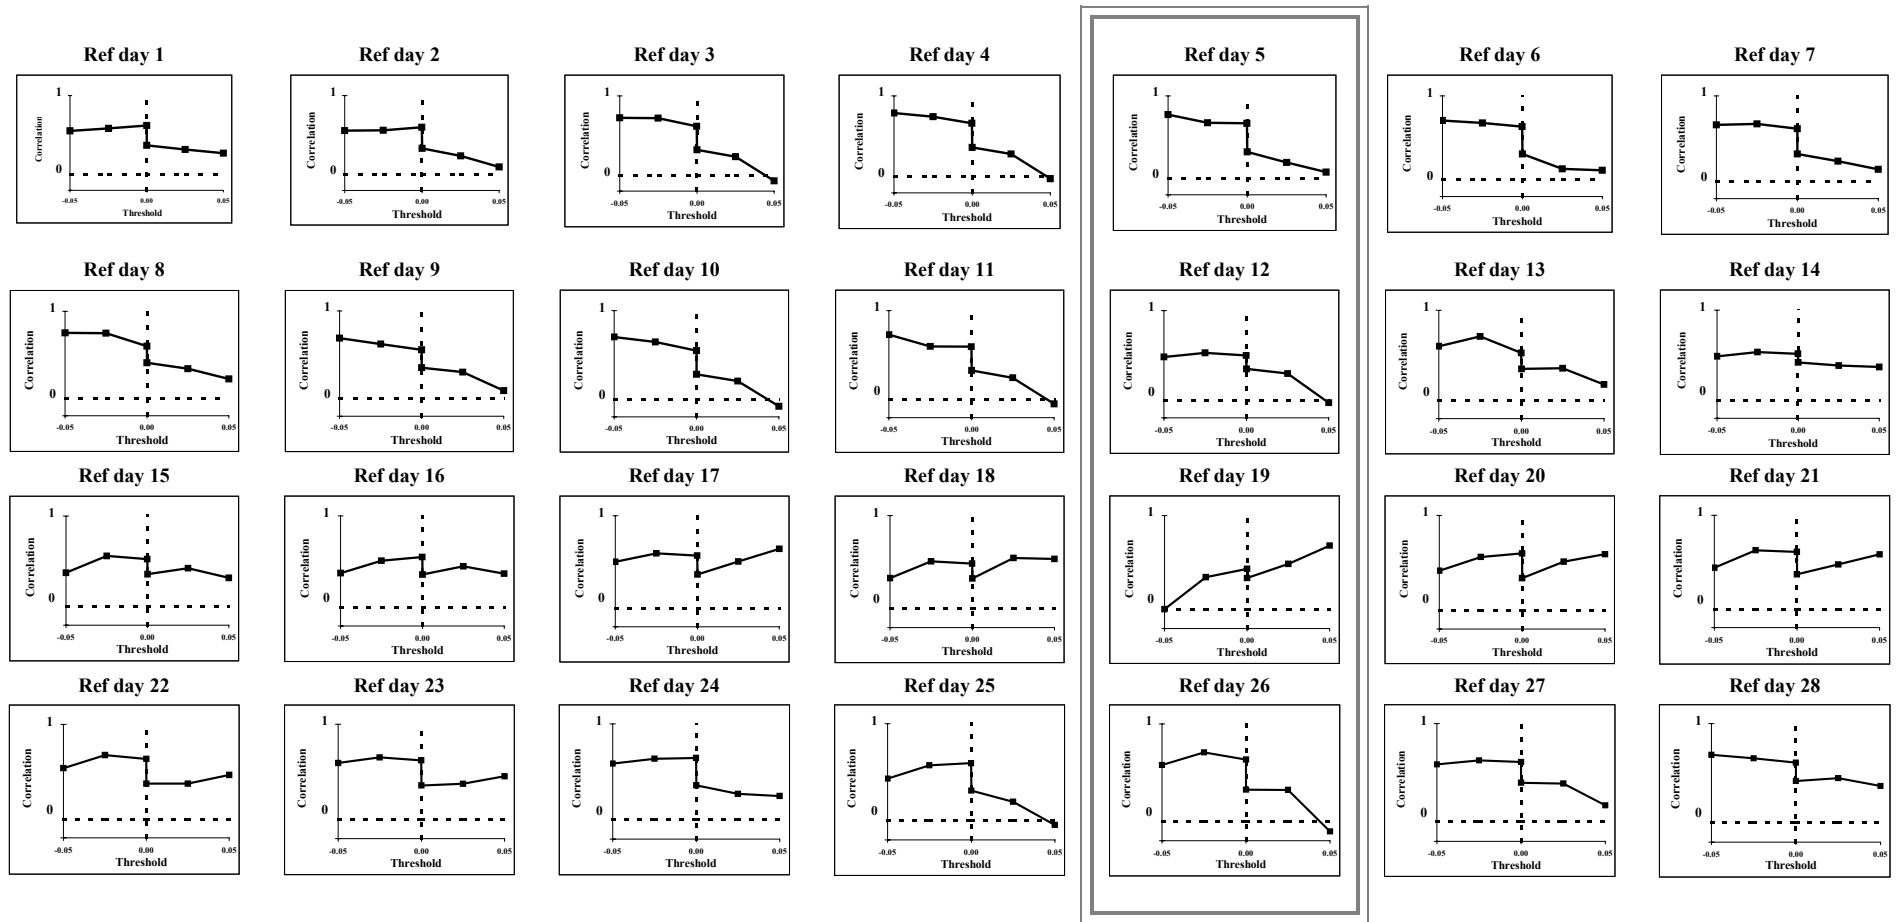 Ref day 1
1
Correlation
0
-0.05 0.00 0.05
Threshold
Ref day 2
1
Correlation
0
-0.05 0.00 0.05
Threshold
Ref day 3
1
Correlation
0
-0.05 0.00 0.05
Threshold
Ref day 4
1
Correlation
0
-0.05 0.00 0.05
Threshold
Ref day 5
1
Correlation
0
-0.05 0.00 0.05
Threshold
Ref day 6
1
Correlation
0
-0.05 0.00 0.05
Threshold
Ref day 7
1
Correlation
0
-0.05 0.00 0.05
Threshold
Ref day 8
1
Correlation
0
-0.05 0.00 0.05
Threshold
Ref day 9
1
Correlation
0
-0.05 0.00 0.05
Threshold
Ref day 10
1
Correlation
0
-0.05 0.00 0.05
Threshold
Ref day 11
1
Correlation
0
-0.05 0.00 0.05
Threshold
Ref day 12
1
Correlation
0
-0.05 0.00 0.05
Threshold
Ref day 13
1
Correlation
0
-0.05 0.00 0.05
Threshold
Ref day 14
1
Correlation
0
-0.05 0.00 0.05
Threshold
Ref day 15
1
Correlation
0
-0.05 0.00 0.05
Threshold
Ref day 16
1
Correlation
0
-0.05 0.00 0.05
Threshold
Ref day 17
1
Correlation
0
-0.05 0.00 0.05
Threshold
Ref day 18
1
Correlation
0
-0.05 0.00 0.05
Threshold
Ref day 19
1
Correlation
0
-0.05 0.00 0.05
Threshold
Ref day 20
1
Correlation
0
-0.05 0.00 0.05
Threshold
Ref day 21
1
Correlation
0
-0.05 0.00 0.05
Threshold
Ref day 22
1
Correlation
0
-0.05 0.00 0.05
Threshold
Ref day 23
1
Correlation
0
-0.05 0.00 0.05
Threshold
Ref day 24
1
Correlation
0
-0.05 0.00 0.05
Threshold
Ref day 25
1
Correlation
0
-0.05 0.00 0.05
Threshold
Ref day 26
1
Correlation
0
-0.05 0.00 0.05
Threshold
Ref day 27
1
Correlation
0
-0.05 0.00 0.05
Threshold
Ref day 28
1
Correlation
0
-0.05 0.00 0.05
Threshold